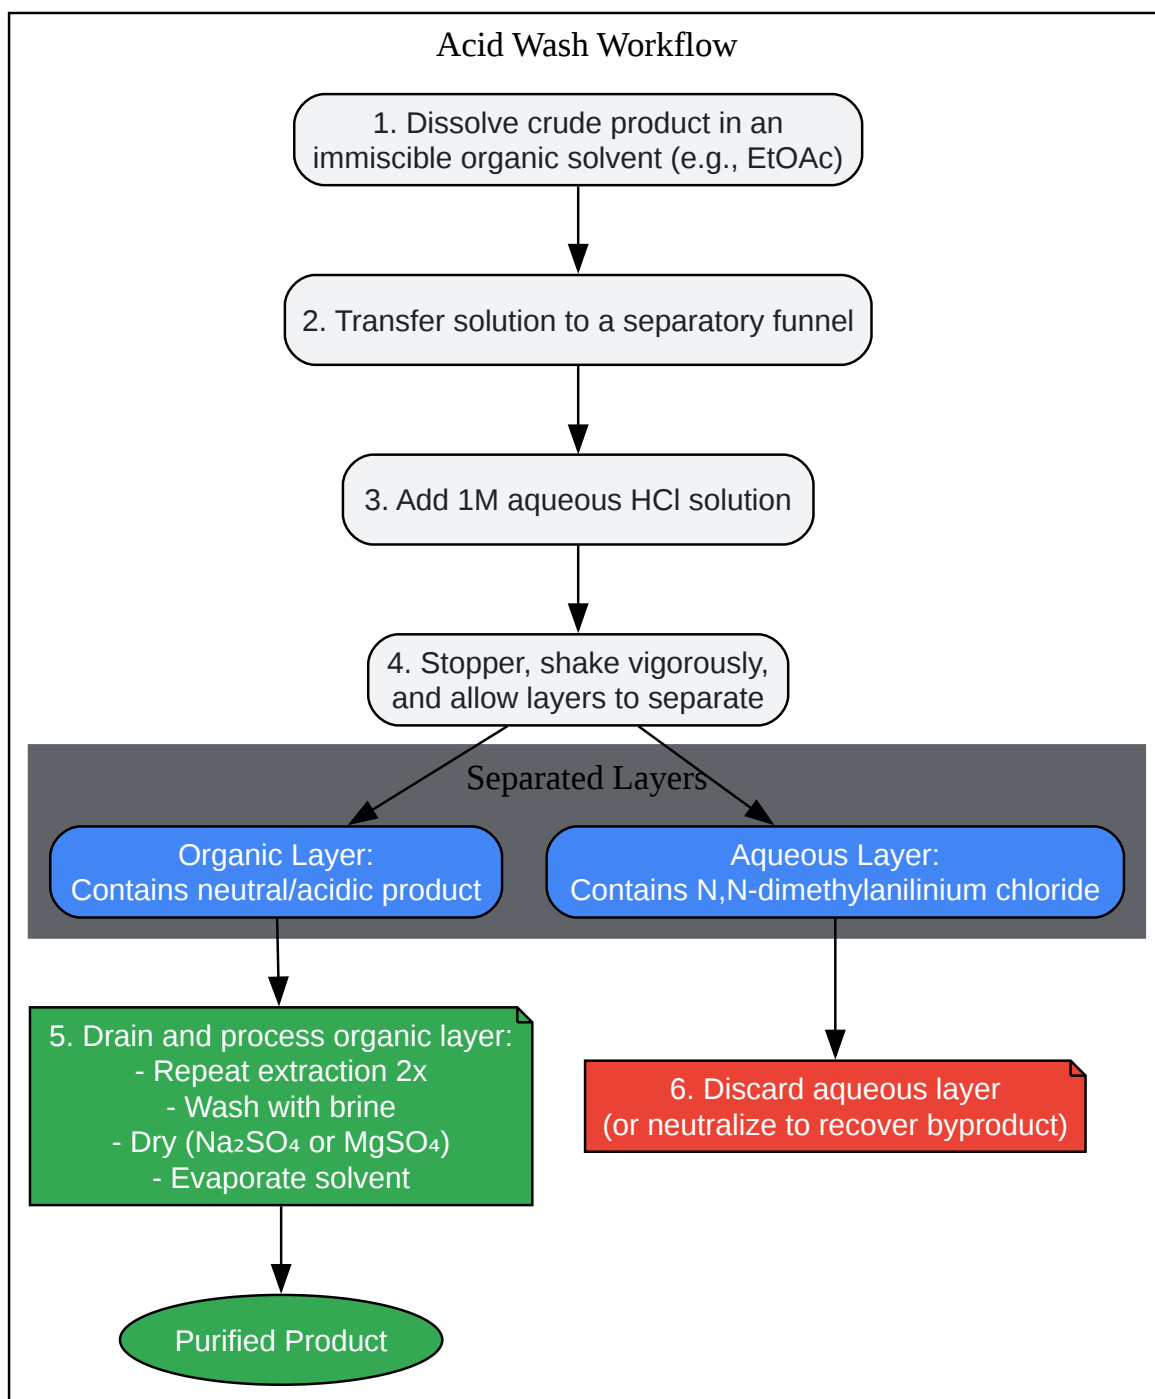 Acid Wash Workflow
1. Dissolve crude product in an
immiscible organic solvent (e.g., EtOAc)
2. Transfer solution to a separatory funnel
3. Add 1M aqueous HCl solution
4. Stopper, shake vigorously,
and allow layers to separate
Separated Layers
Organic Layer:
Contains neutral/acidic product
Aqueous Layer:
Contains N,N-dimethylanilinium chloride
5. Drain and process organic layer:
- Repeat extraction 2x
- Wash with brine
- Dry (Na₂SO₄ or MgSO₄)
- Evaporate solvent
6. Discard aqueous layer
(or neutralize to recover byproduct)
Purified Product